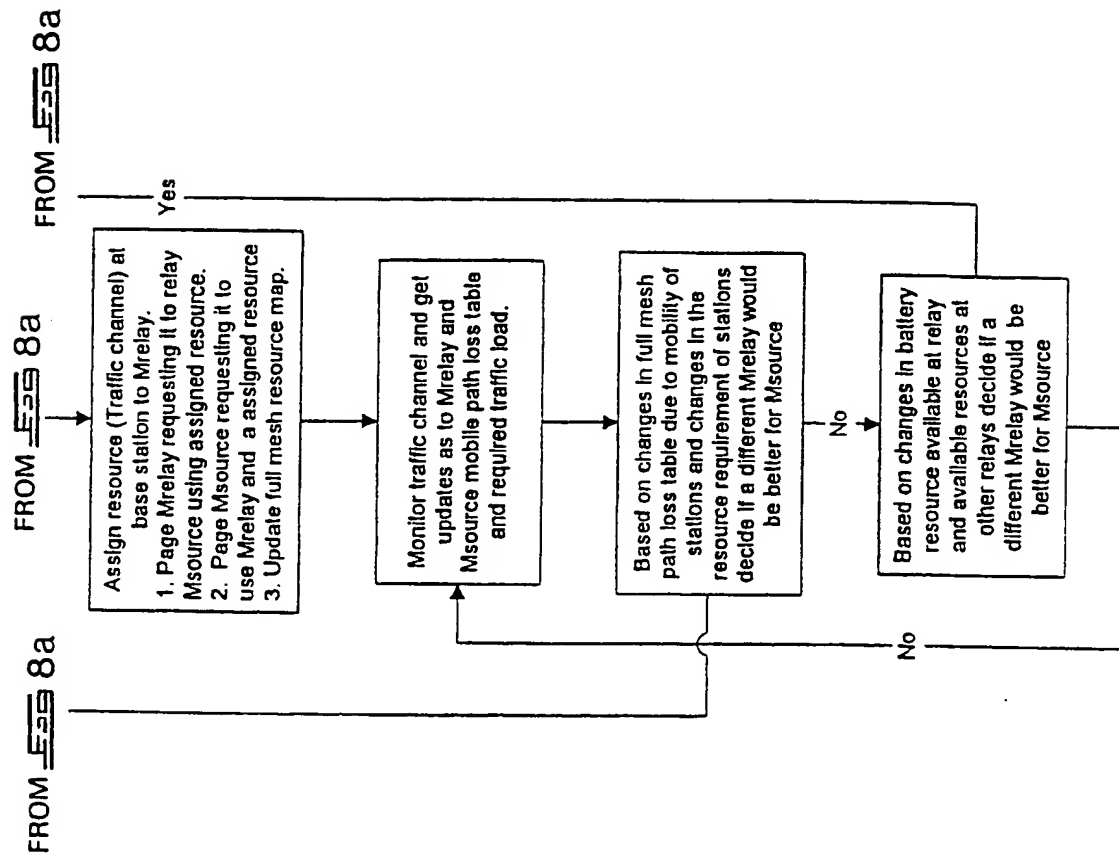 FROM Fig 8a
FROM Fig 8a
FROM Fig 8a
Assign resource (Traffic channel) at
base station to Mrelay.
1. Page Mrelay requesting it to relay
Msource using assigned resource.
2. Page Msource requesting it to
use Mrelay and a assigned resource
3. Update full mesh resource map.
Yes
Monitor traffic channel and get
updates as to Mrelay and
Msource mobile path loss table
and required traffic load.
Based on changes in full mesh
path loss table due to mobility of
stations and changes in the
resource requirement of stations
decide if a different Mrelay would
be better for Msource
No
No
Based on changes in battery
resource available at relay
and available resources at
other relays decide if a
different Mrelay would be
better for Msource